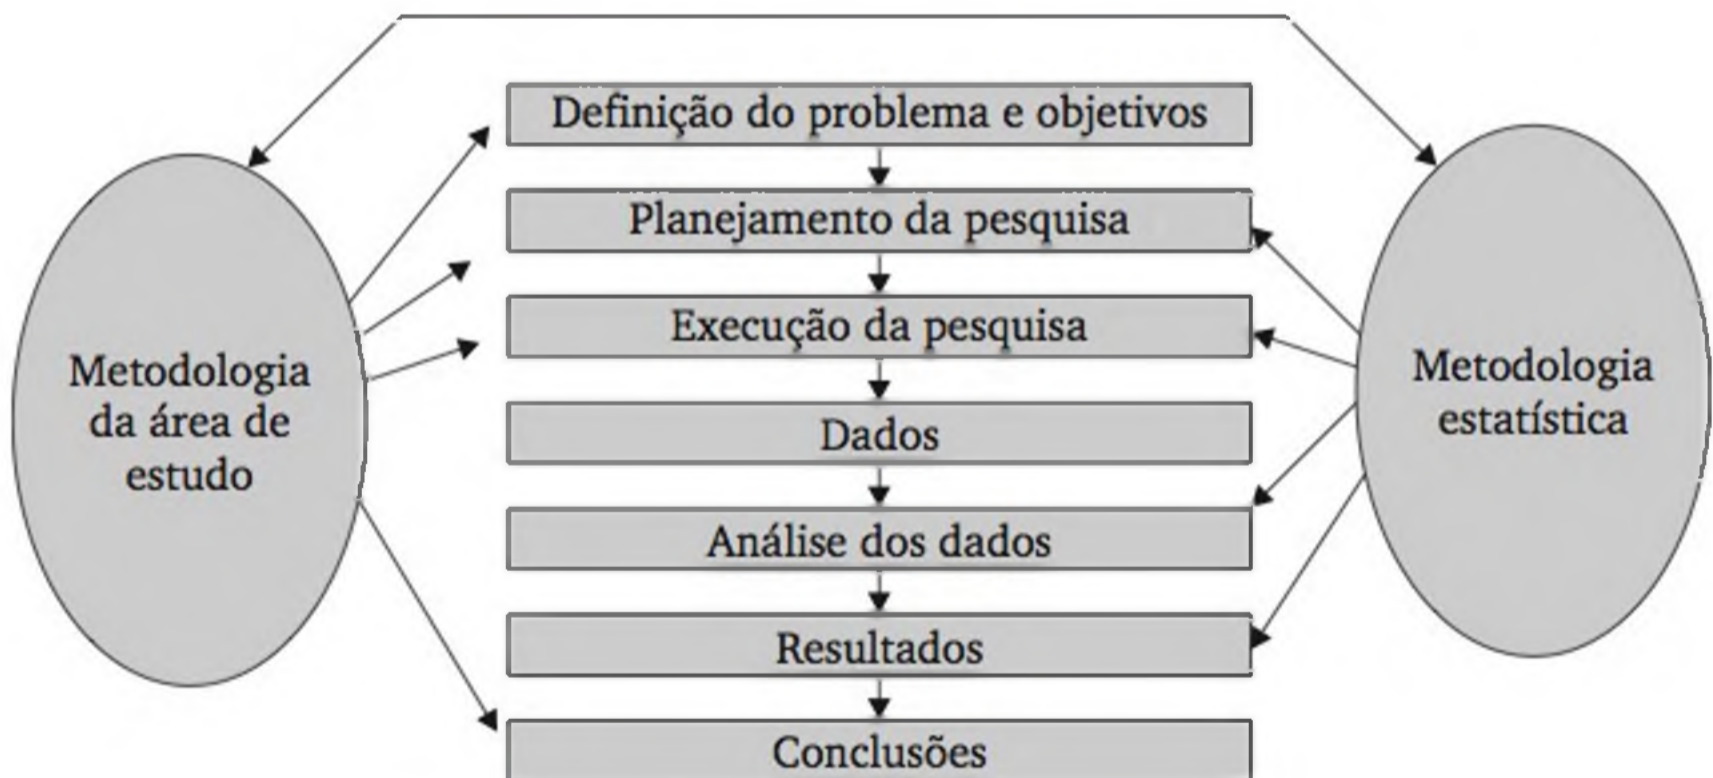 Definição do problema e objetivos
Planejamento da pesquisa
Execução da pesquisa
Dados
Análise dos dados
Resultados
Conclusões
Metodologia
da área de
estudo
Metodologia
estatística